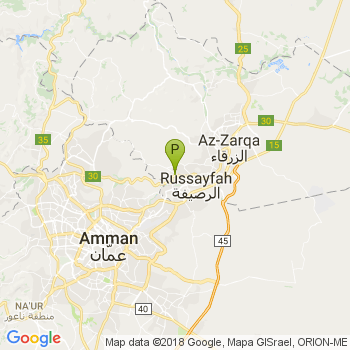 25
30
Az-Zarqa
الزرقاء
15
35
P
30
Russayfah
الرصيفة
Amman
عمان
45
NA'UR
منطقة ناعور
40
Google
Map data ©2018 Google, Mapa GISrael, ORION-ME